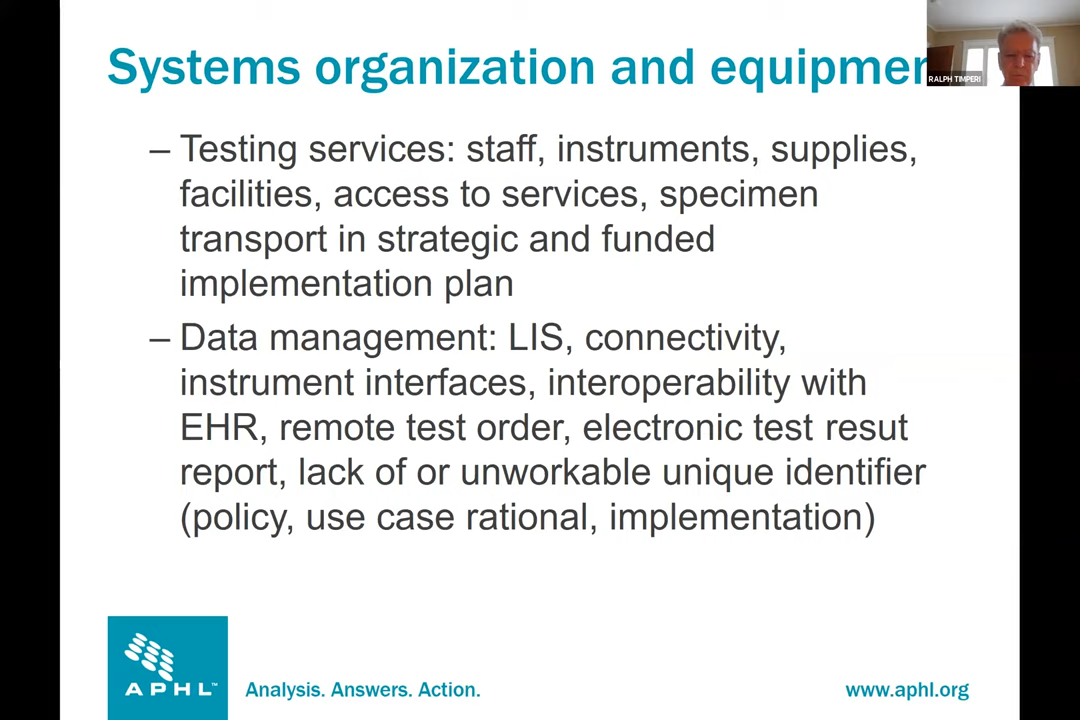 Systems organization and equipmen
RALPH TIMPERI
– Testing services: staff, instruments, supplies,
facilities, access to services, specimen
transport in strategic and funded
implementation plan
– Data management: LIS, connectivity,
instrument interfaces, interoperability with
EHR, remote test order, electronic test resut
report, lack of or unworkable unique identifier
(policy, use case rational, implementation)
APHL™
Analysis. Answers. Action.
www.aphl.org